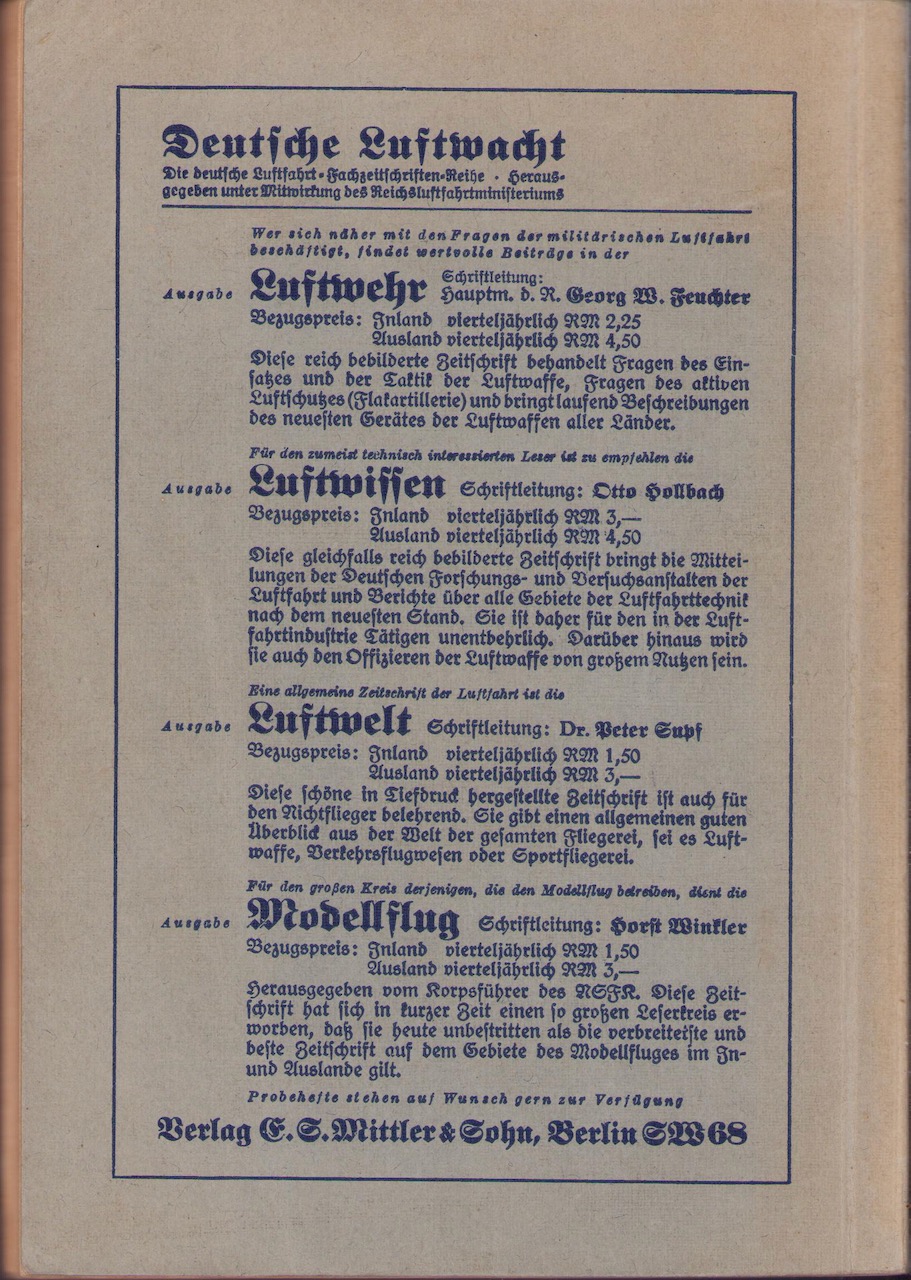 Deutsche Luftwacht
Die deutsche Luftfahrt-Fachzeitschriften-Reihe · Heraus-
gegeben unter Mitwirkung des Reichsluftfahrtministeriums
Wer sich näher mit den Fragen der militärischen Luftfahrt
beschäftigt, findet wertvolle Beiträge in der
Ausgabe Luftwehr Schriftleitung:
Hauptm. d. R. Georg W. Feuchter
Bezugspreis: Inland vierteljährlich RM 2,25
Ausland vierteljährlich RM 4,50
Diese reich bebilderte Zeitschrift behandelt Fragen des Ein-
satzes und der Taktik der Luftwaffe, Fragen des aktiven
Luftschutzes (Flakartillerie) und bringt laufend Beschreibungen
des neuesten Gerätes der Luftwaffen aller Länder.
Für den zumeist technisch interessierten Leser ist zu empfehlen die
Ausgabe Luftwissen Schriftleitung: Otto Hollbach
Bezugspreis: Inland vierteljährlich RM 3,—
Ausland vierteljährlich RM 4,50
Diese gleichfalls reich bebilderte Zeitschrift bringt die Mittei-
lungen der Deutschen Forschungs- und Versuchsanstalten der
Luftfahrt und Berichte über alle Gebiete der Luftfahrttechnik
nach dem neuesten Stand. Sie ist daher für den in der Luft-
fahrtindustrie Tätigen unentbehrlich. Darüber hinaus wird
sie auch den Offizieren der Luftwaffe von großem Nutzen sein.
Eine allgemeine Zeitschrift der Luftfahrt ist die
Ausgabe Luftwelt Schriftleitung: Dr. Peter Supf
Bezugspreis: Inland vierteljährlich RM 1,50
Ausland vierteljährlich RM 3,—
Diese schöne in Tiefdruck hergestellte Zeitschrift ist auch für
den Nichtflieger belehrend. Sie gibt einen allgemeinen guten
Überblick aus der Welt der gesamten Fliegerei, sei es Luft-
waffe, Verkehrsflugwesen oder Sportfliegerei.
Für den großen Kreis derjenigen, die den Modellflug betreiben, dient die
Ausgabe Modellflug Schriftleitung: Horst Winkler
Bezugspreis: Inland vierteljährlich RM 1,50
Ausland vierteljährlich RM 3,—
Herausgegeben vom Korpsführer des NSFK. Diese Zeit-
schrift hat sich in kurzer Zeit einen so großen Leserkreis er-
worben, daß sie heute unbestritten als die verbreitetste und
beste Zeitschrift auf dem Gebiete des Modellfluges im In-
und Auslande gilt.
Probehefte stehen auf Wunsch gern zur Verfügung
Verlag E. S. Mittler & Sohn, Berlin SW 68